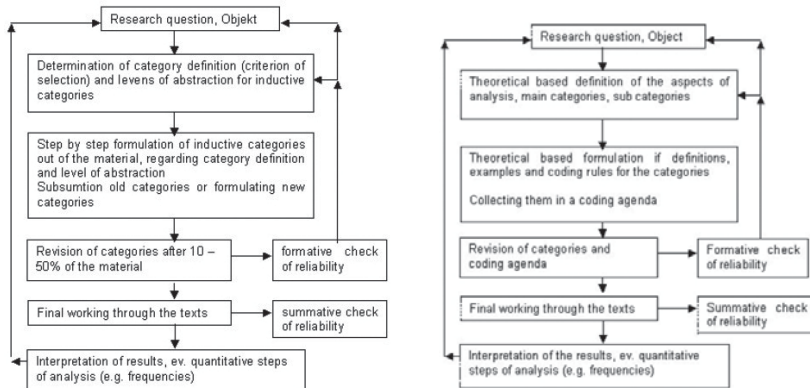 Research question, Objekt
Determination of category definition (criterion of
selection) and levens of abstraction for inductive
categories
Step by step formulation of inductive categories
out of the material, regarding category definition
and level of abstraction
Subsumtion old categories or formulating new
categories
Revision of categories after 10 –
50% of the material
formative check
of reliability
Final working through the texts
summative check
of reliability
Interpretation of results, ev. quantitative steps
of analysis (e.g. frequencies)
Research question, Object
Theoretical based definition of the aspects of
analysis, main categories, sub categories
Theoretical based formulation if definitions,
examples and coding rules for the categories
Collecting them in a coding agenda
Revision of categories and
coding agenda
Formative check
of reliability
Final working through the texts
Summative check
of reliability
Interpretation of the results, ev. quantitative
steps of analysis (e.g. frequencies)